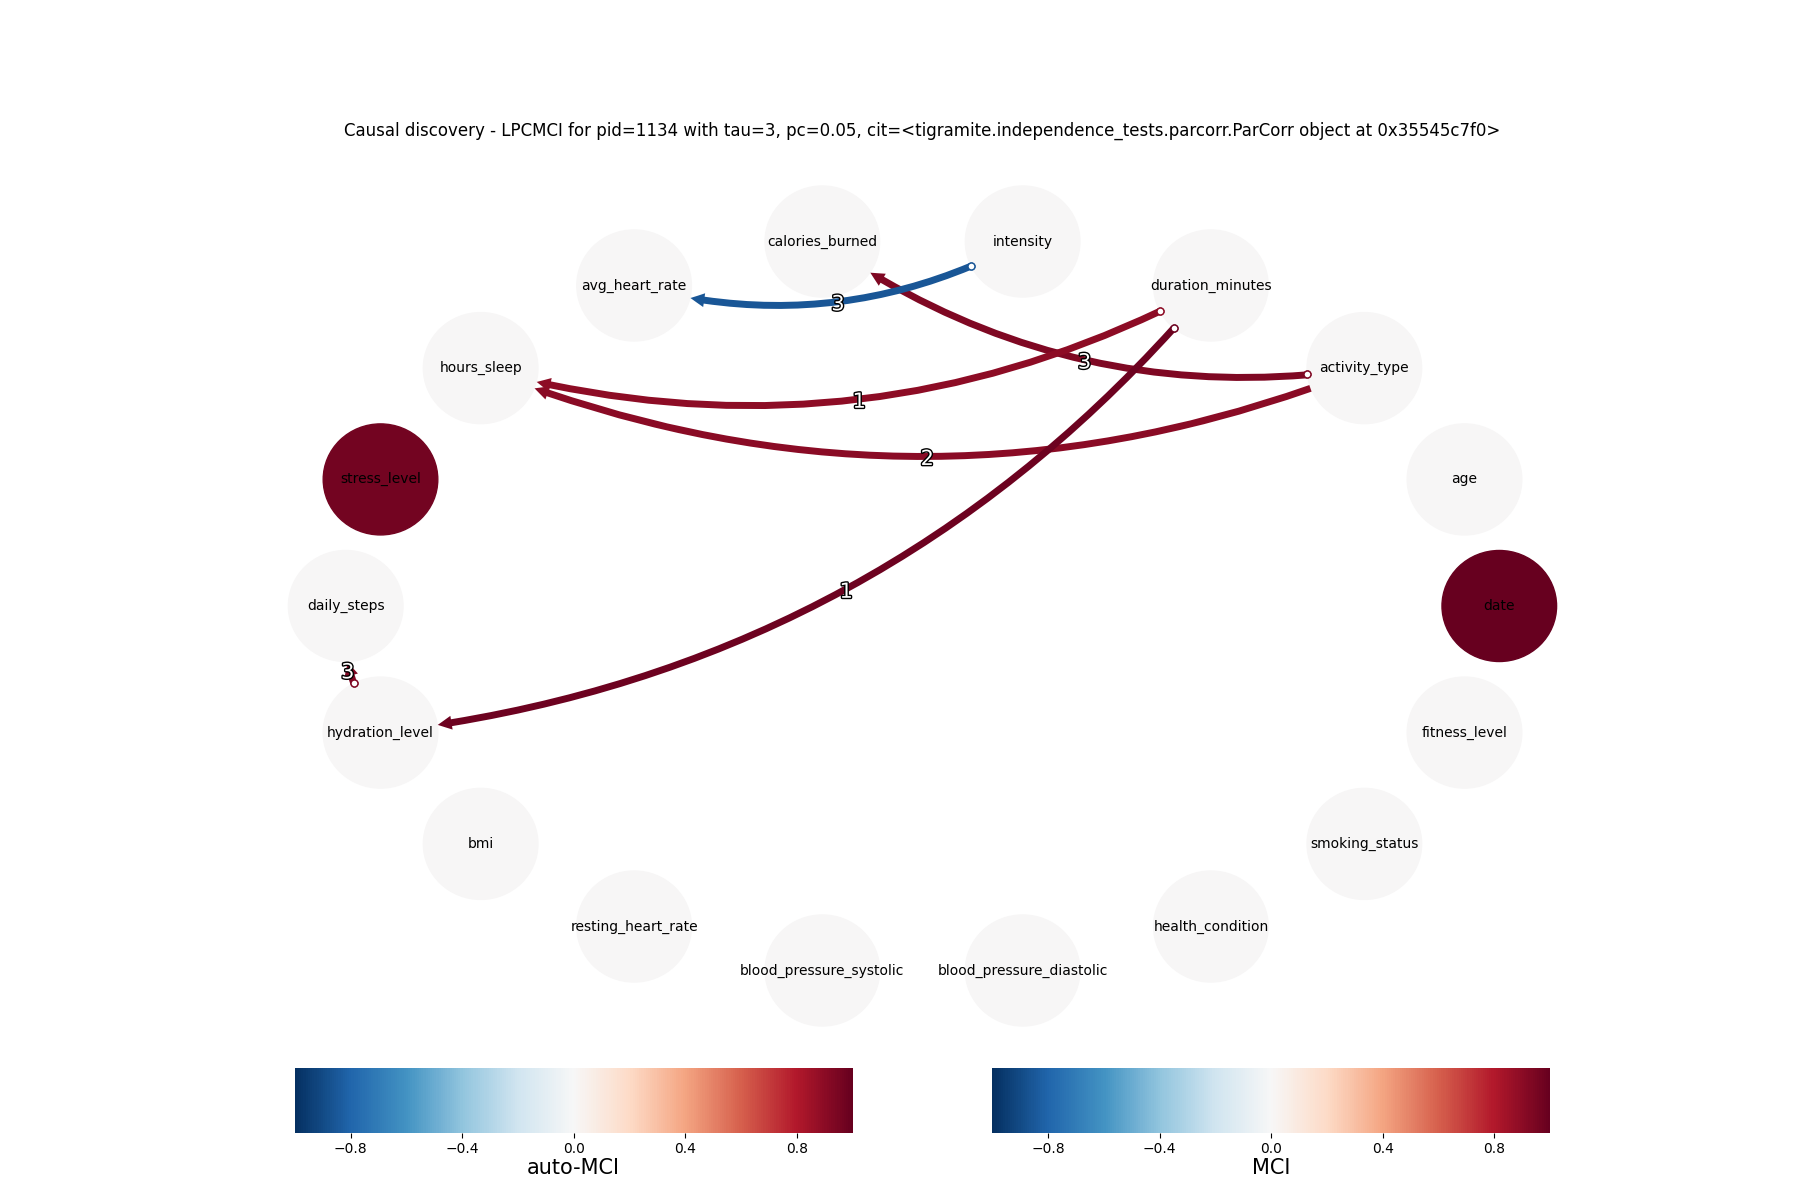 Causal discovery - LPCMCI for pid=1134 with tau=3, pc=0.05, cit=<tigramite.independence_tests.parcorr.ParCorr object at 0x35545c7f0>
calories_burned
intensity
avg_heart_rate
duration_minutes
3
hours_sleep
3
activity_type
1
2
stress_level
age
1
daily_steps
date
3
hydration_level
fitness_level
bmi
smoking_status
resting_heart_rate
health_condition
blood_pressure_systolic
blood_pressure_diastolic
−0.8 −0.4 0.0 0.4 0.8
auto-MCI
−0.8 −0.4 0.0 0.4 0.8
MCI